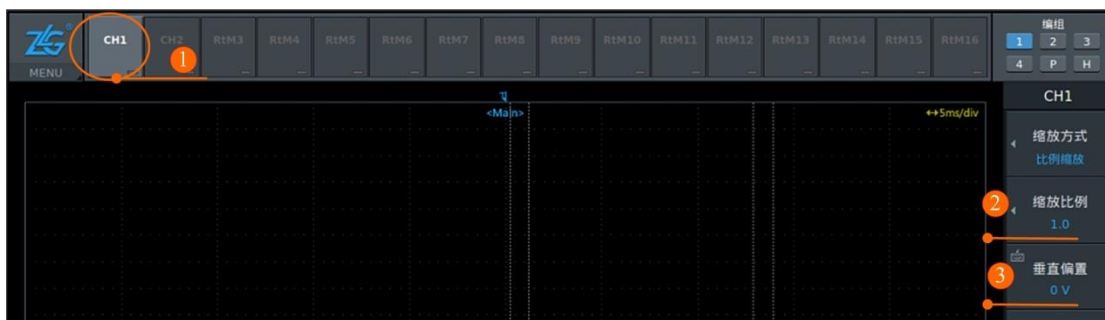 ZLG®
MENU
CH1
CH2
RtM3
RtM4
RtM5
RtM6
RtM7
RtM8
RtM9
RtM10
RtM11
RtM12
RtM13
RtM14
RtM15
RtM16
编组
1 2 3
4 P H
1
<Main>
↔5ms/div
CH1
缩放方式
比例缩放
2
缩放比例
1.0
3
垂直偏置
0 V